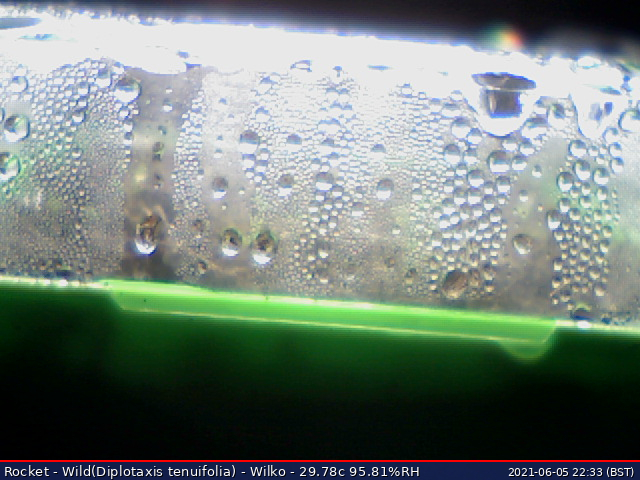 Rocket - Wild(Diplotaxis tenuifolia) - Wilko - 29.78c 95.81%RH 2021-06-05 22:33 (BST)